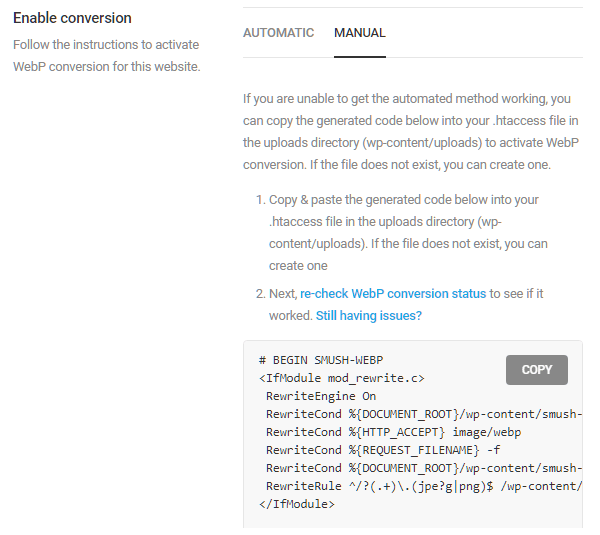 Enable conversion
Follow the instructions to activate
WebP conversion for this website.
AUTOMATIC MANUAL
If you are unable to get the automated method working, you
can copy the generated code below into your .htaccess file in
the uploads directory (wp-content/uploads) to activate WebP
conversion. If the file does not exist, you can create one.
1. Copy & paste the generated code below into your
.htaccess file in the uploads directory (wp-
content/uploads). If the file does not exist, you can
create one
2. Next, re-check WebP conversion status to see if it
worked. Still having issues?
COPY
# BEGIN SMUSH-WEBP
<IfModule mod_rewrite.c>
RewriteEngine On
RewriteCond %{DOCUMENT_ROOT}/wp-content/smush-
RewriteCond %{HTTP_ACCEPT} image/webp
RewriteCond %{REQUEST_FILENAME} -f
RewriteCond %{DOCUMENT_ROOT}/wp-content/smush-
RewriteRule ^/?(.+)\.(jpe?g|png)$ /wp-content/
</IfModule>